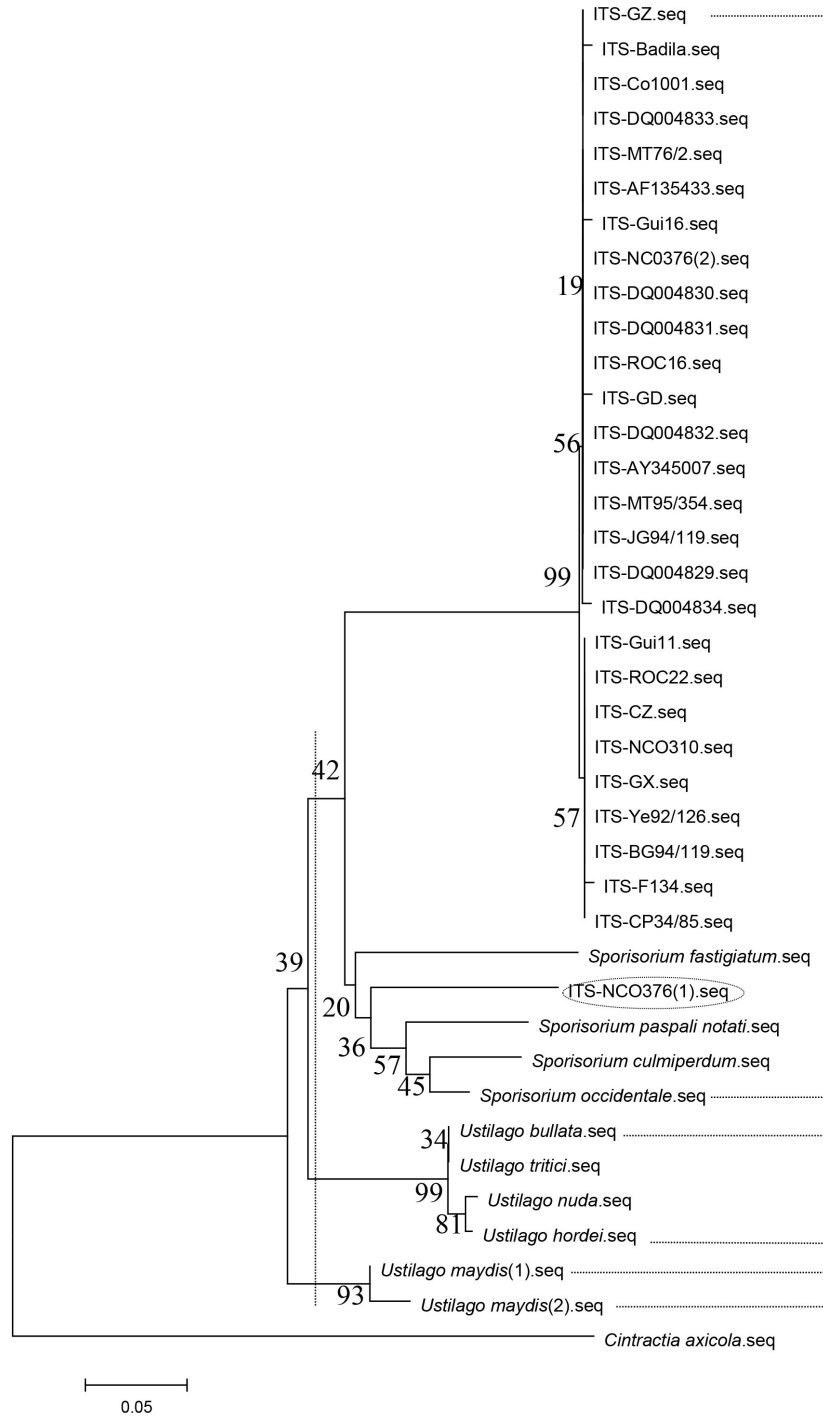 ITS-GZ.seq
ITS-Badila.seq
ITS-Co1001.seq
ITS-DQ004833.seq
ITS-MT76/2.seq
ITS-AF135433.seq
ITS-Gui16.seq
ITS-NC0376(2).seq
19
ITS-DQ004830.seq
ITS-DQ004831.seq
ITS-ROC16.seq
ITS-GD.seq
ITS-DQ004832.seq
56
ITS-AY345007.seq
ITS-MT95/354.seq
ITS-JG94/119.seq
ITS-DQ004829.seq
99
ITS-DQ004834.seq
ITS-Gui11.seq
ITS-ROC22.seq
ITS-CZ.seq
ITS-NCO310.seq
42
ITS-GX.seq
57
ITS-Ye92/126.seq
ITS-BG94/119.seq
ITS-F134.seq
ITS-CP34/85.seq
Sporisorium fastigiatum.seq
39
ITS-NCO376(1).seq
20
Sporisorium paspali notati.seq
36
Sporisorium culmiperdum.seq
57
45
Sporisorium occidentale.seq
Ustilago bullata.seq
34
Ustilago tritici.seq
99
Ustilago nuda.seq
81
Ustilago hordei.seq
Ustilago maydis(1).seq
93
Ustilago maydis(2).seq
Cintractia axicola.seq
0.05